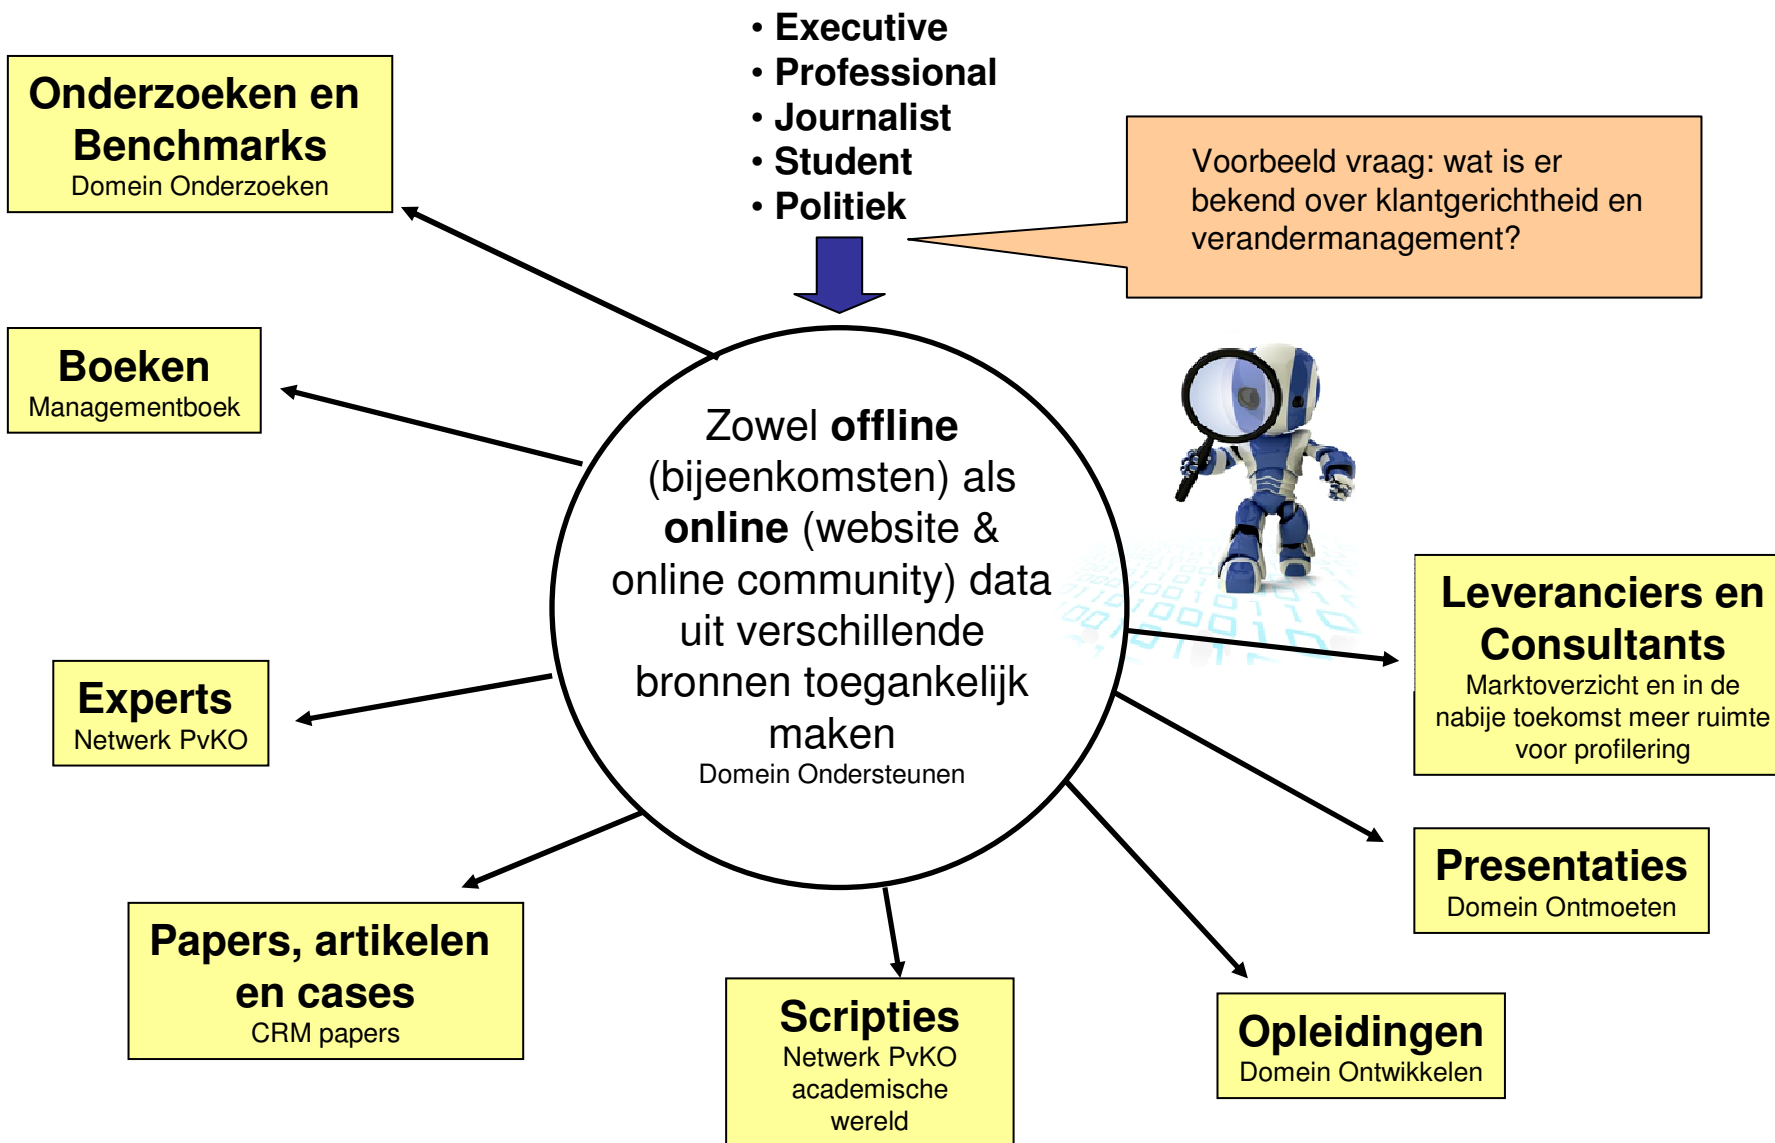 • Executive
• Professional
• Journalist
• Student
• Politiek
Onderzoeken en
Benchmarks
Domein Onderzoeken
Voorbeeld vraag: wat is er
bekend over klantgerichtheid en
verandermanagement?
Boeken
Managementboek
Zowel offline
(bijeenkomsten) als
online (website &
online community) data
uit verschillende
bronnen toegankelijk
maken
Domein Ondersteunen
Experts
Netwerk PvKO
Leveranciers en
Consultants
Marktoverzicht en in de
nabije toekomst meer ruimte
voor profilering
Presentaties
Domein Ontmoeten
Papers, artikelen
en cases
CRM papers
Scripties
Netwerk PvKO
academische
wereld
Opleidingen
Domein Ontwikkelen